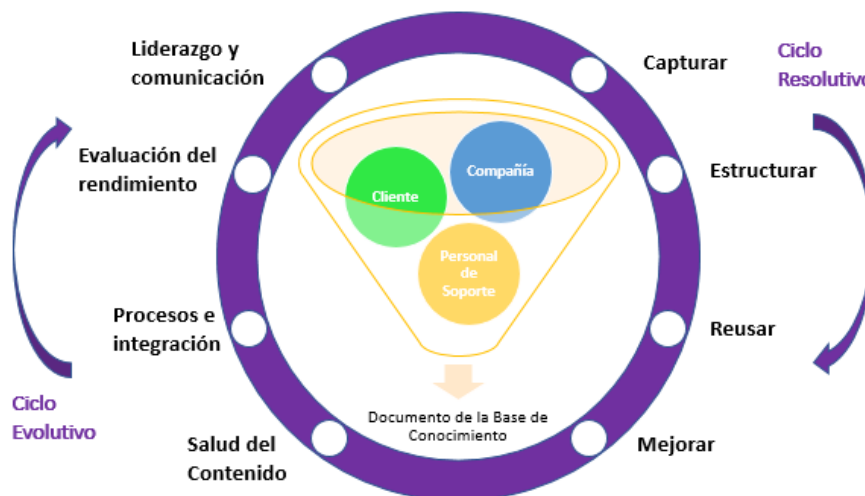 Liderazgo y
comunicación
Capturar
Ciclo
Resolutivo
Evaluación del
rendimiento
Estructurar
Compañía
Cliente
Personal
de
Soporte
Procesos e
integración
Reusar
Ciclo
Evolutivo
Documento de la Base de
Conocimiento
Salud del
Contenido
Mejorar